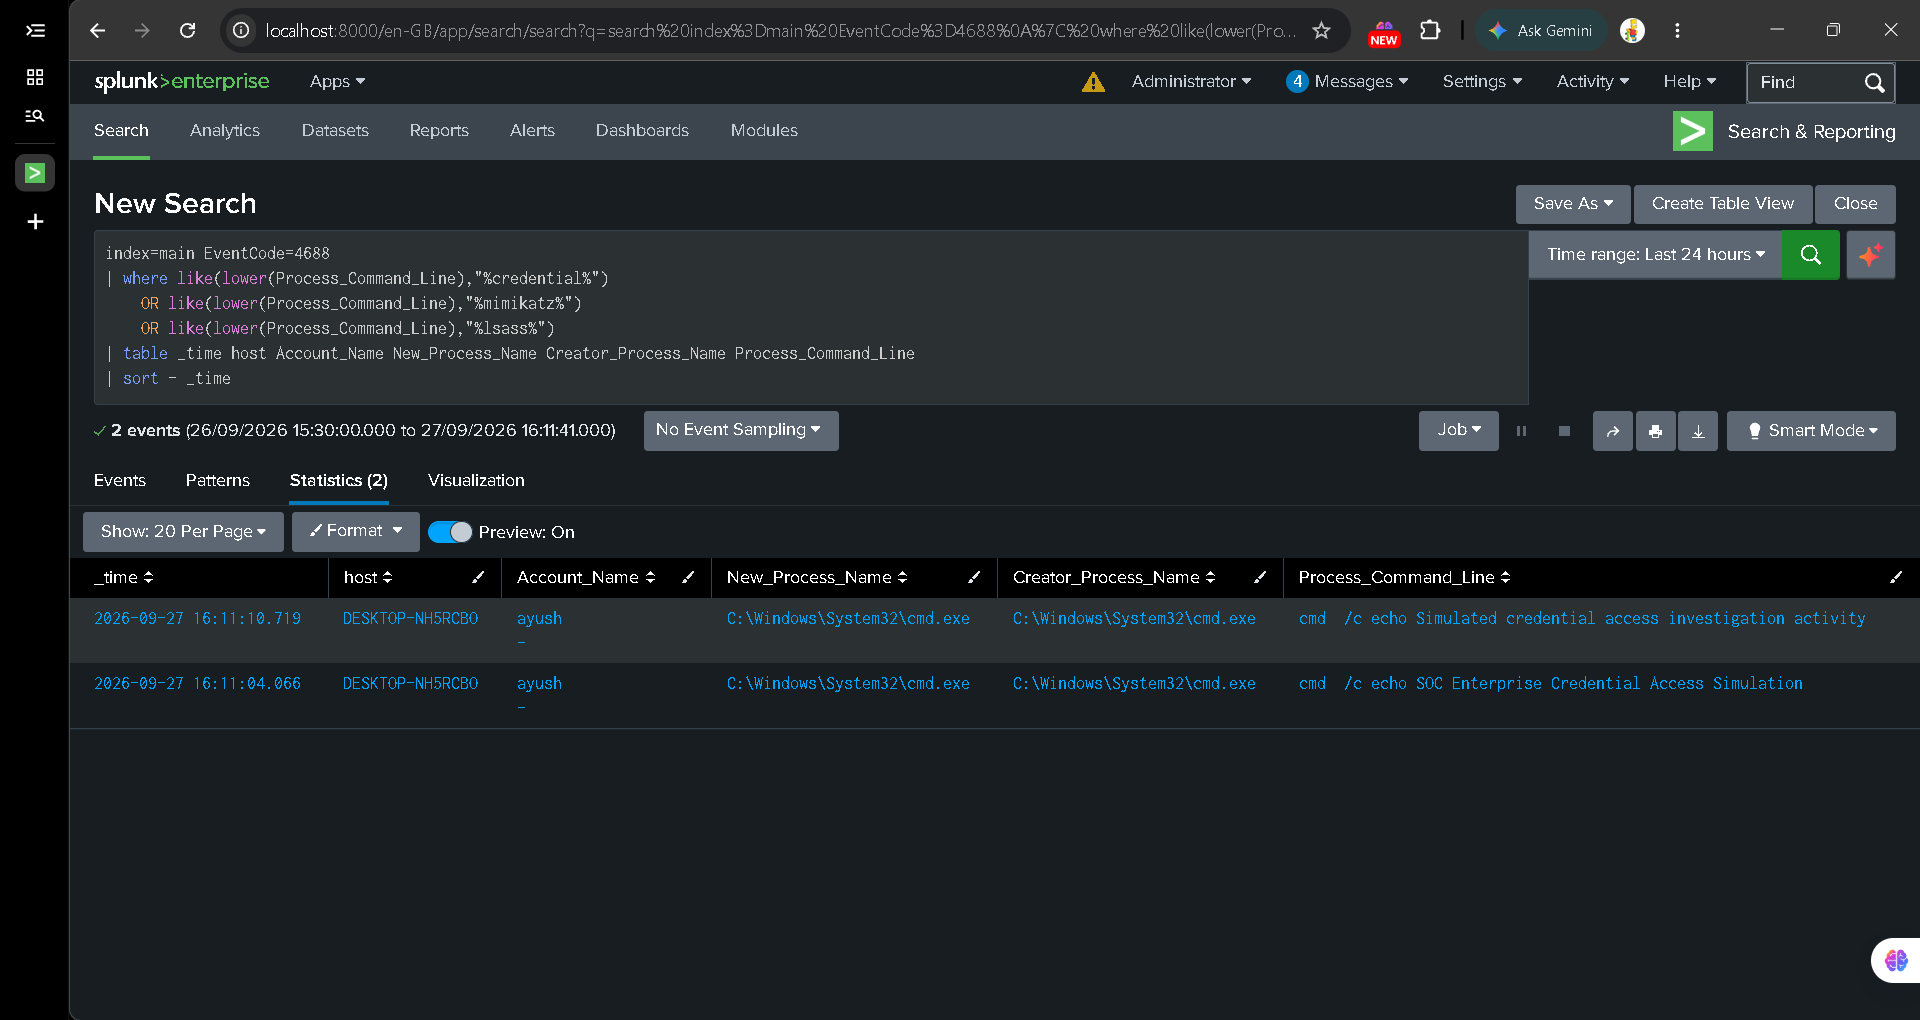 localhost:8000/en-GB/app/search/search?q=search%20index%3Dmain%20EventCode%3D4688%0A%7C%20where%20like(lower(Pro...
NEW
Ask Gemini
splunk>enterprise
Apps
Administrator
4 Messages
Settings
Activity
Help
Find
Search
Analytics
Datasets
Reports
Alerts
Dashboards
Modules
Search & Reporting
New Search
Save As
Create Table View
Close
index=main EventCode=4688
| where like(lower(Process_Command_Line),"%credential%")
OR like(lower(Process_Command_Line),"%mimikatz%")
OR like(lower(Process_Command_Line),"%lsass%")
| table _time host Account_Name New_Process_Name Creator_Process_Name Process_Command_Line
| sort - _time
Time range: Last 24 hours
2 events (26/09/2026 15:30:00.000 to 27/09/2026 16:11:41.000)
No Event Sampling
Job
Smart Mode
Events
Patterns
Statistics (2)
Visualization
Show: 20 Per Page
Format
Preview: On
_time host Account_Name New_Process_Name Creator_Process_Name Process_Command_Line
2026-09-27 16:11:10.719 DESKTOP-NH5RCBO ayush C:\Windows\System32\cmd.exe C:\Windows\System32\cmd.exe cmd /c echo Simulated credential access investigation activity
-
2026-09-27 16:11:04.066 DESKTOP-NH5RCBO ayush C:\Windows\System32\cmd.exe C:\Windows\System32\cmd.exe cmd /c echo SOC Enterprise Credential Access Simulation
-